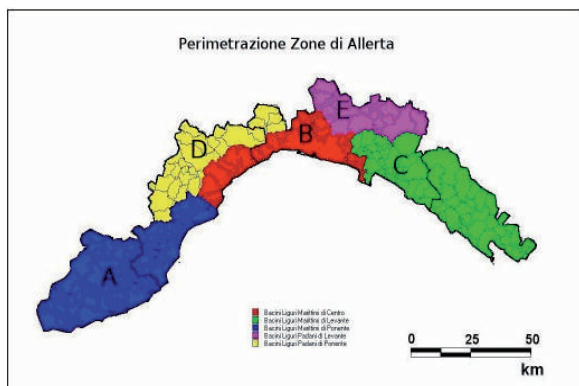 Perimetrazione Zone di Allerta
E
B
D
C
A
Bacini Liguri Marittimi di Centro
Bacini Liguri Marittimi di Levante
Bacini Liguri Marittimi di Ponente
Bacini Liguri Padani di Levante
Bacini Liguri Padani di Ponente
0 25 50
km